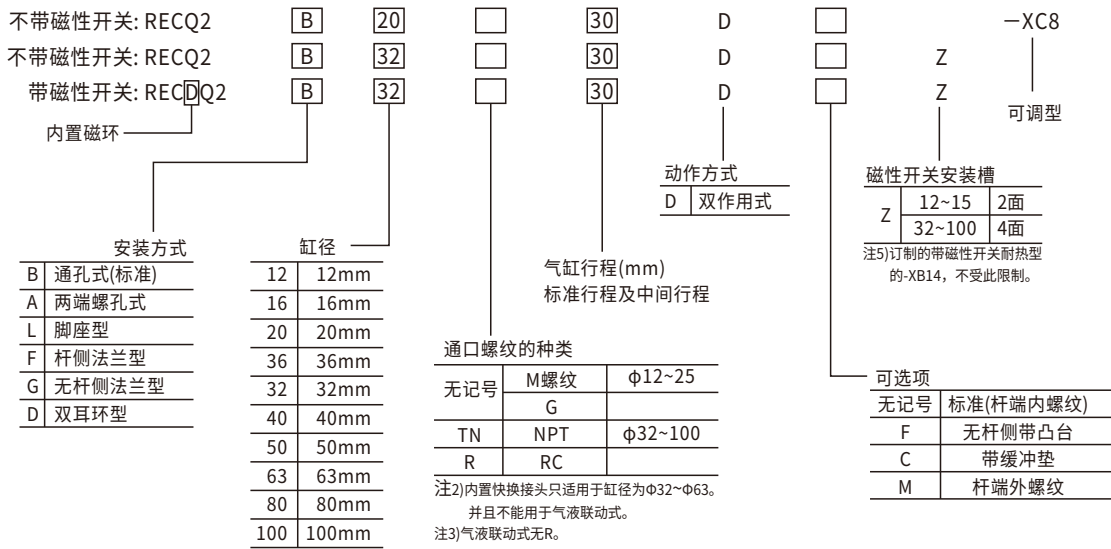 不带磁性开关: RECQ2 B 20 30 D -XC8
不带磁性开关: RECQ2 B 32 30 D Z
带磁性开关: RECDQ2 B 32 30 D Z
内置磁环
可调型
安装方式
B 通孔式(标准)
A 两端螺孔式
L 脚座型
F 杆侧法兰型
G 无杆侧法兰型
D 双耳环型
缸径
12 12mm
16 16mm
20 20mm
36 36mm
32 32mm
40 40mm
50 50mm
63 63mm
80 80mm
100 100mm
气缸行程(mm)
标准行程及中间行程
通口螺纹的种类
无记号 M螺纹 φ12~25
G
TN NPT φ32~100
R RC
注2)内置快换接头只适用于缸径为Φ32~Φ63。
并且不能用于气液联动式。
注3)气液联动式无R。
动作方式
D 双作用式
磁性开关安装槽
Z 12~15 2面
32~100 4面
注5)订制的带磁性开关耐热型
的-XB14，不受此限制。
可选项
无记号 标准(杆端内螺纹)
F 无杆侧带凸台
C 带缓冲垫
M 杆端外螺纹